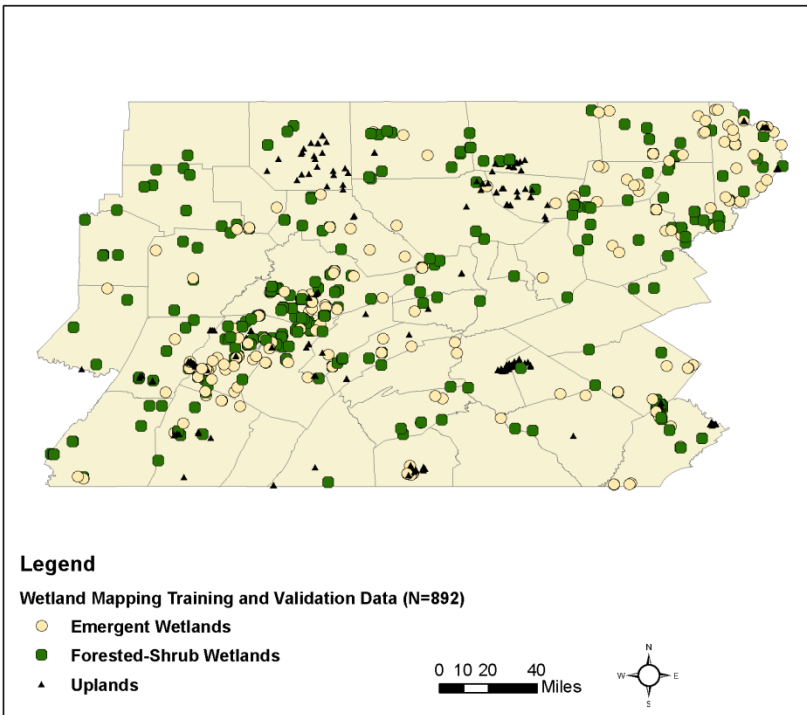 Legend
Wetland Mapping Training and Validation Data (N=892)
Emergent Wetlands
Forested-Shrub Wetlands
Uplands
0 10 20 40
Miles
N
W E
S